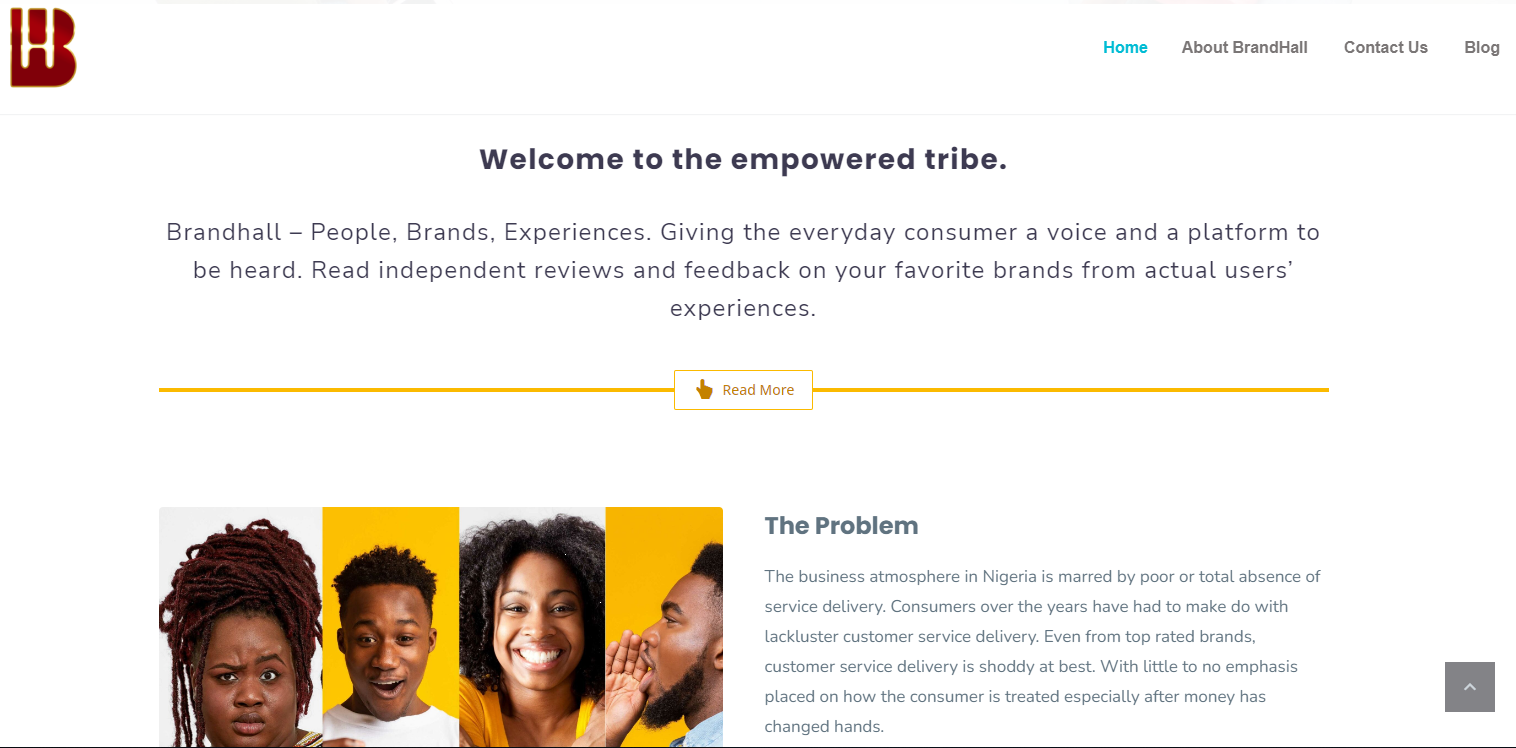 Home About BrandHall Contact Us Blog
Welcome to the empowered tribe.
Brandhall – People, Brands, Experiences. Giving the everyday consumer a voice and a platform to
be heard. Read independent reviews and feedback on your favorite brands from actual users’
experiences.
Read More
The Problem
The business atmosphere in Nigeria is marred by poor or total absence of
service delivery. Consumers over the years have had to make do with
lackluster customer service delivery. Even from top rated brands,
customer service delivery is shoddy at best. With little to no emphasis
placed on how the consumer is treated especially after money has
changed hands.